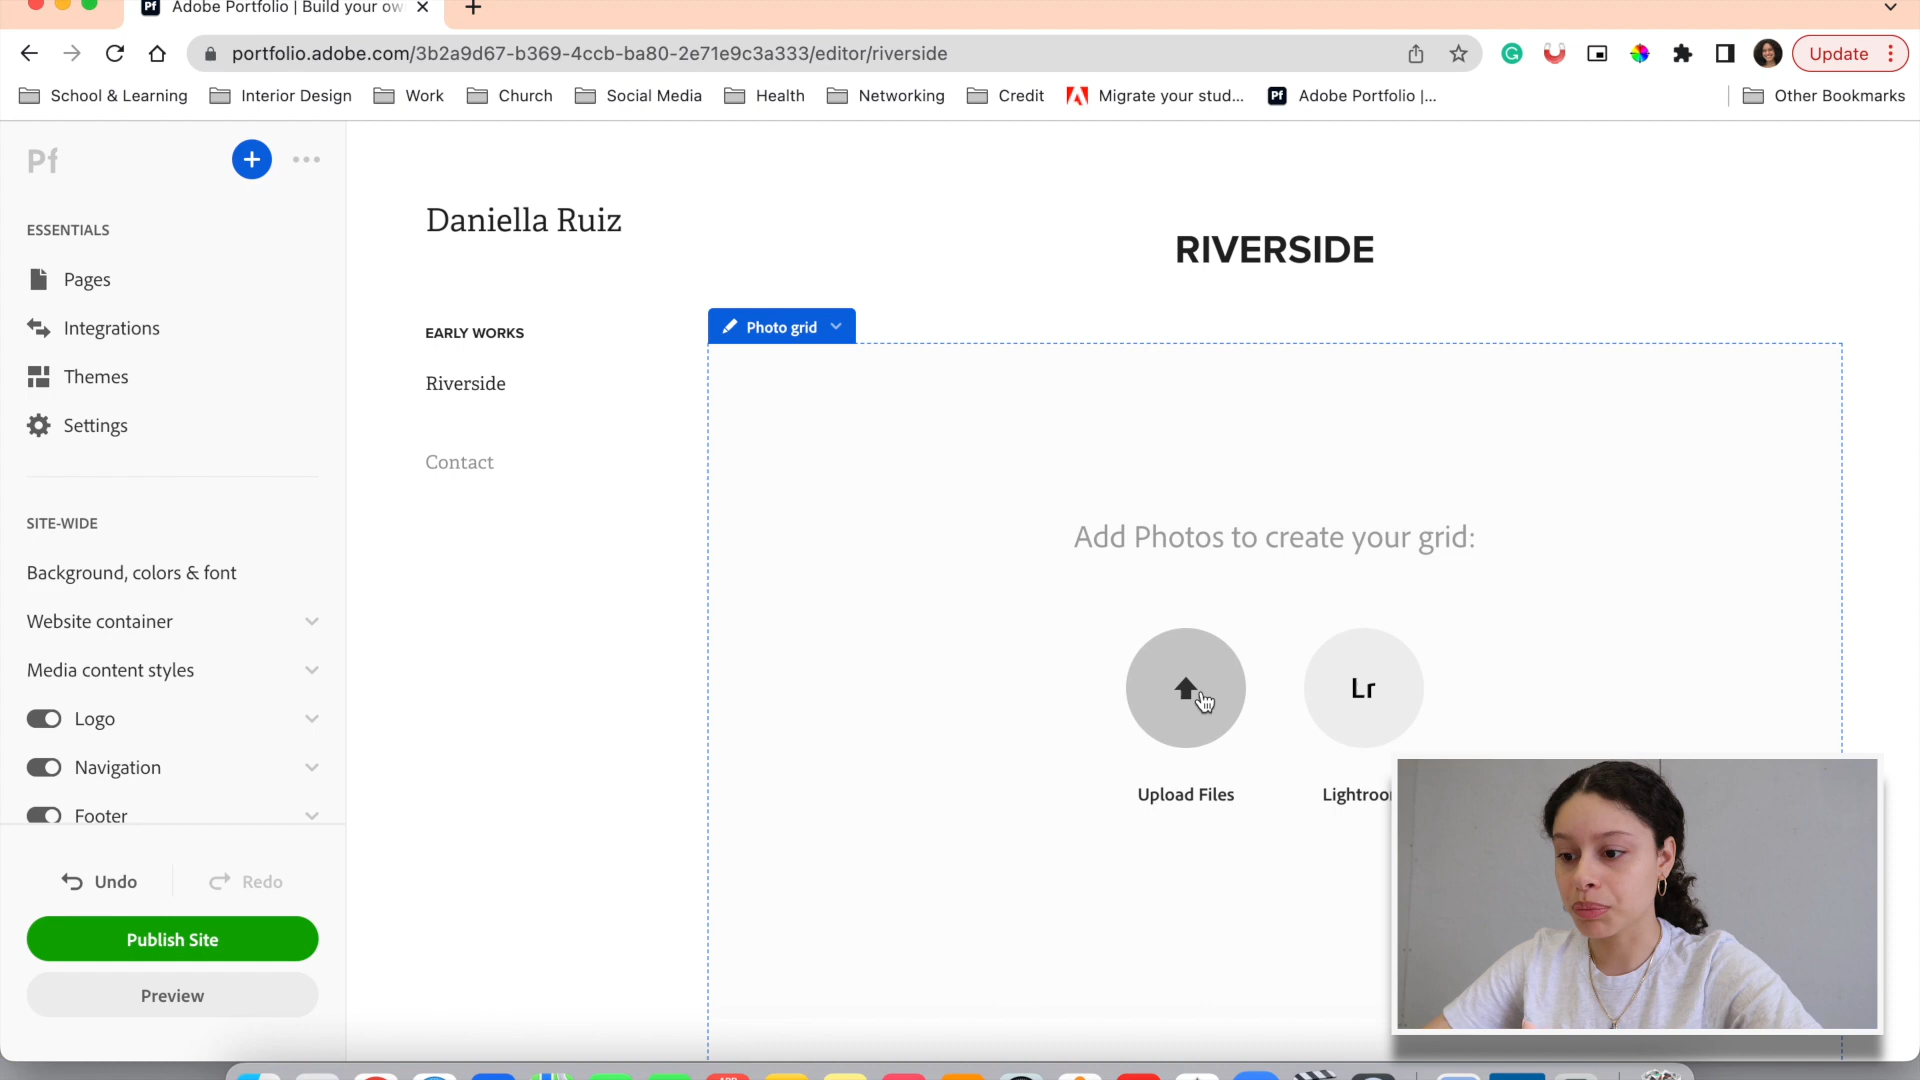 Adobe Portfolio | Build your ow
portfolio.adobe.com/3b2a9d67-b369-4ccb-ba80-2e71e9c3a333/editor/riverside
Update
School & Learning
Interior Design
Work
Church
Social Media
Health
Networking
Credit
Migrate your stud...
Adobe Portfolio |...
Other Bookmarks
Pf
ESSENTIALS
Pages
Integrations
Themes
Settings
SITE-WIDE
Background, colors & font
Website container
Media content styles
Logo
Navigation
Footer
Undo
Redo
Publish Site
Preview
Daniella Ruiz
EARLY WORKS
Riverside
Contact
RIVERSIDE
Photo grid
Add Photos to create your grid:
Lr
Upload Files
Lightroo